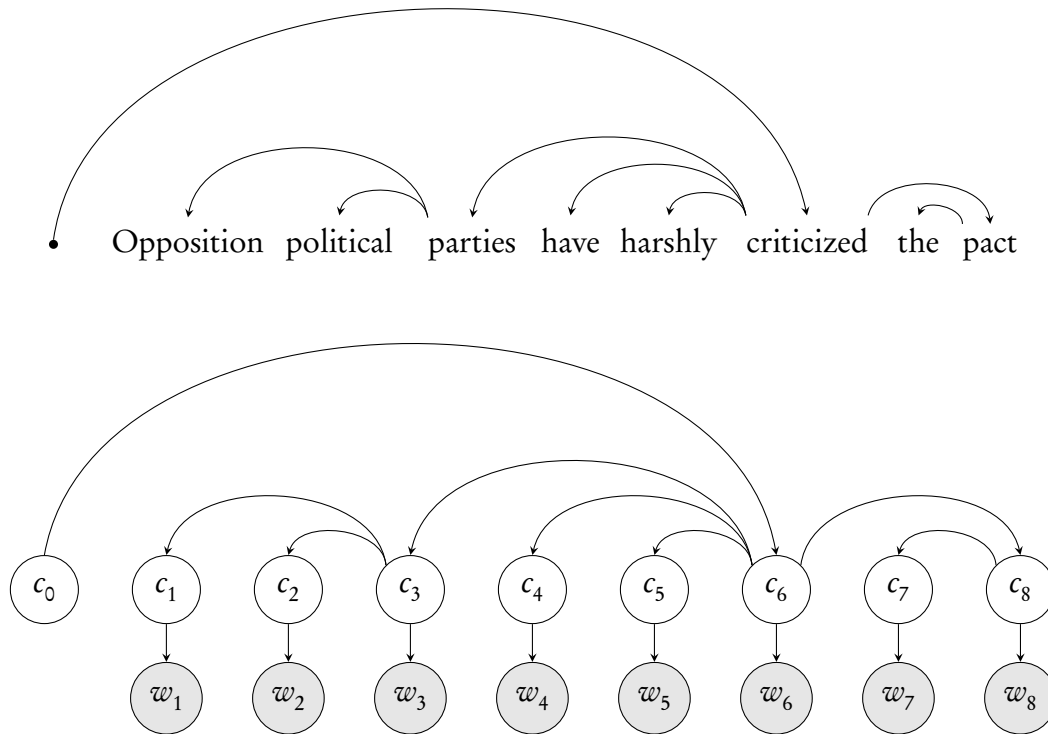 Opposition political parties have harshly criticized the pact
c₀ c₁ c₂ c₃ c₄ c₅ c₆ c₇ c₈
w₁ w₂ w₃ w₄ w₅ w₆ w₇ w₈